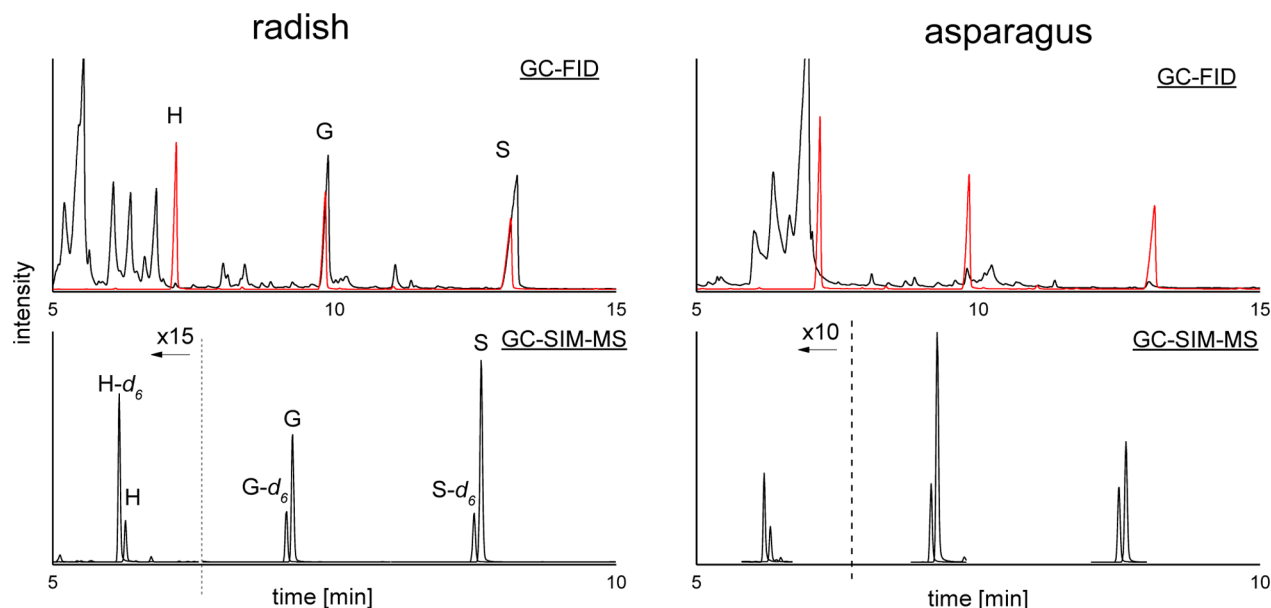 radish
asparagus
GC-FID
GC-FID
H
G
S
intensity
5
10
15
5
10
15
x15
GC-SIM-MS
x10
GC-SIM-MS
S
H-d6
G
H
G-d6
S-d6
5
10
5
10
time [min]
time [min]